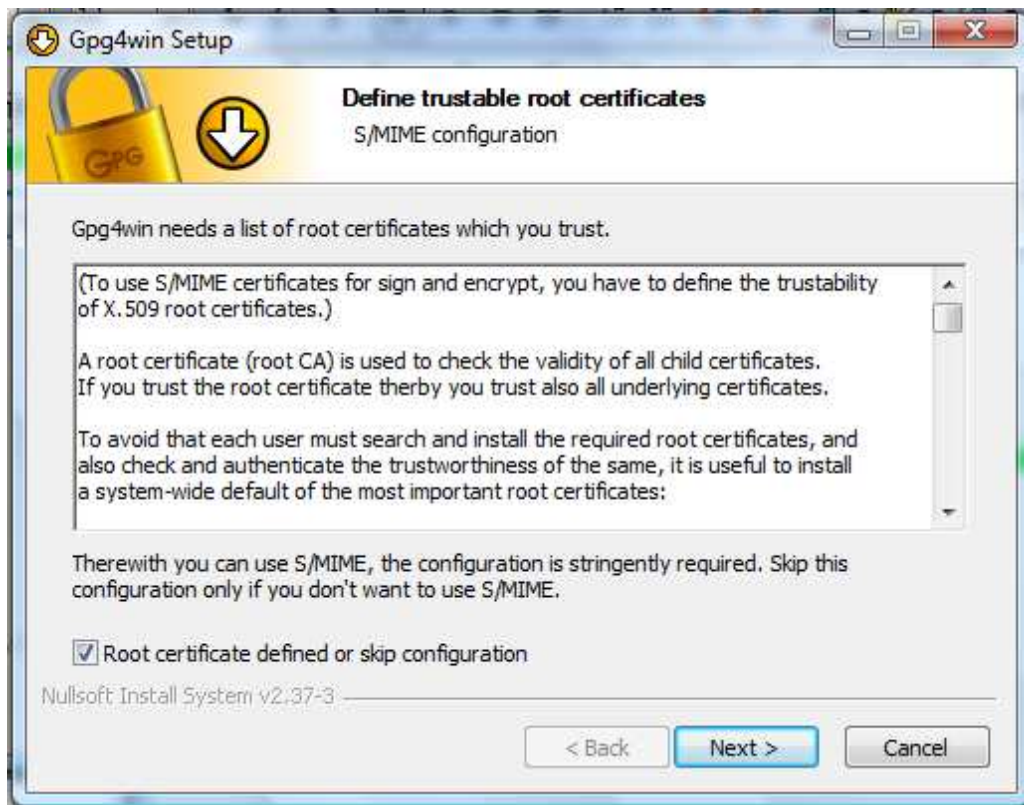 Gpg4win Setup
GPG
Define trustable root certificates
S/MIME configuration
Gpg4win needs a list of root certificates which you trust.
(To use S/MIME certificates for sign and encrypt, you have to define the trustability
of X.509 root certificates.)
A root certificate (root CA) is used to check the validity of all child certificates.
If you trust the root certificate therby you trust also all underlying certificates.
To avoid that each user must search and install the required root certificates, and
also check and authenticate the trustworthiness of the same, it is useful to install
a system-wide default of the most important root certificates:
Therewith you can use S/MIME, the configuration is stringently required. Skip this
configuration only if you don't want to use S/MIME.
Root certificate defined or skip configuration
Nullsoft Install System v2.37-3
< Back Next > Cancel